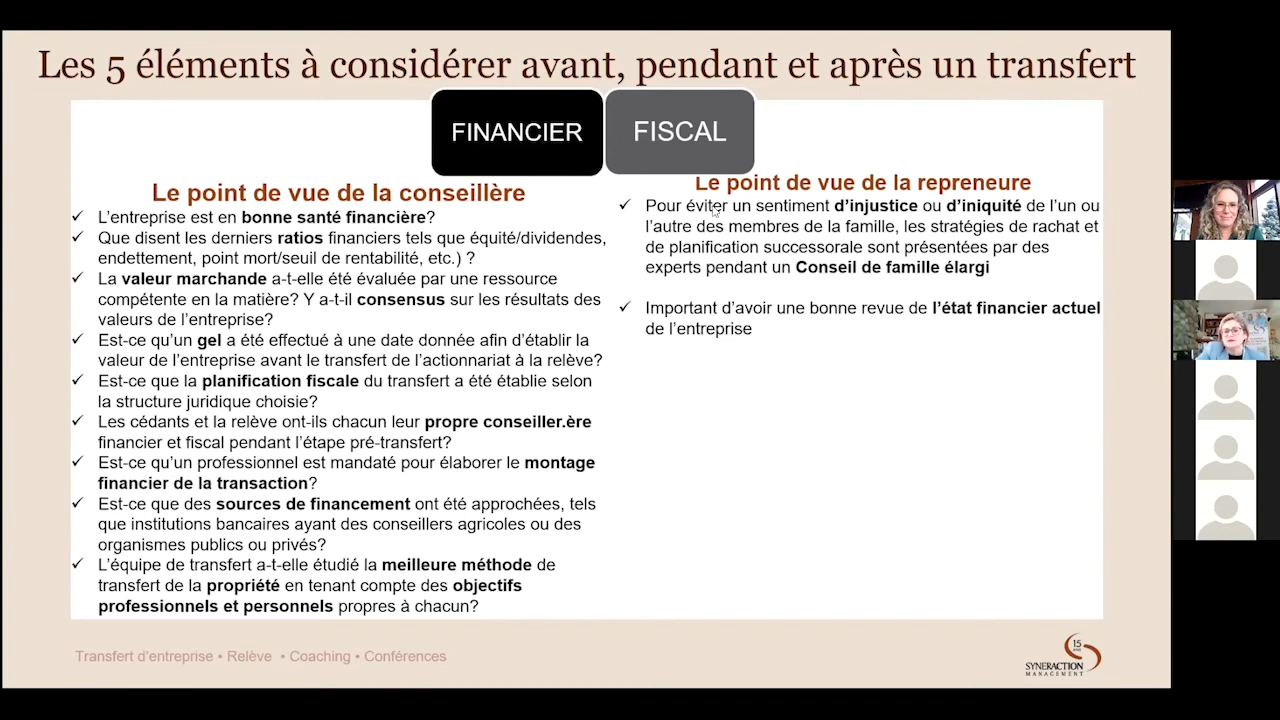 Les 5 éléments à considérer avant, pendant et après un transfert
FINANCIER
FISCAL
Le point de vue de la conseillère
✓ L’entreprise est en bonne santé financière?
✓ Que disent les derniers ratios financiers tels que équité/dividendes,
endettement, point mort/seuil de rentabilité, etc.) ?
✓ La valeur marchande a-t-elle été évaluée par une ressource
compétente en la matière? Y a-t-il consensus sur les résultats des
valeurs de l’entreprise?
✓ Est-ce qu’un gel a été effectué à une date donnée afin d’établir la
valeur de l’entreprise avant le transfert de l’actionnariat à la relève?
✓ Est-ce que la planification fiscale du transfert a été établie selon
la structure juridique choisie?
✓ Les cédants et la relève ont-ils chacun leur propre conseiller.ère
financier et fiscal pendant l’étape pré-transfert?
✓ Est-ce qu’un professionnel est mandaté pour élaborer le montage
financier de la transaction?
✓ Est-ce que des sources de financement ont été approchées, tels
que institutions bancaires ayant des conseillers agricoles ou des
organismes publics ou privés?
✓ L’équipe de transfert a-t-elle étudié la meilleure méthode de
transfert de la propriété en tenant compte des objectifs
professionnels et personnels propres à chacun?
Le point de vue de la repreneure
✓ Pour éviter un sentiment d’injustice ou d’iniquité de l’un ou
l’autre des membres de la famille, les stratégies de rachat et
de planification successorale sont présentées par des
experts pendant un Conseil de famille élargi
✓ Important d’avoir une bonne revue de l’état financier actuel
de l’entreprise
Transfert d’entreprise • Relève • Coaching • Conférences
15
SYNERACTION
MANAGEMENT